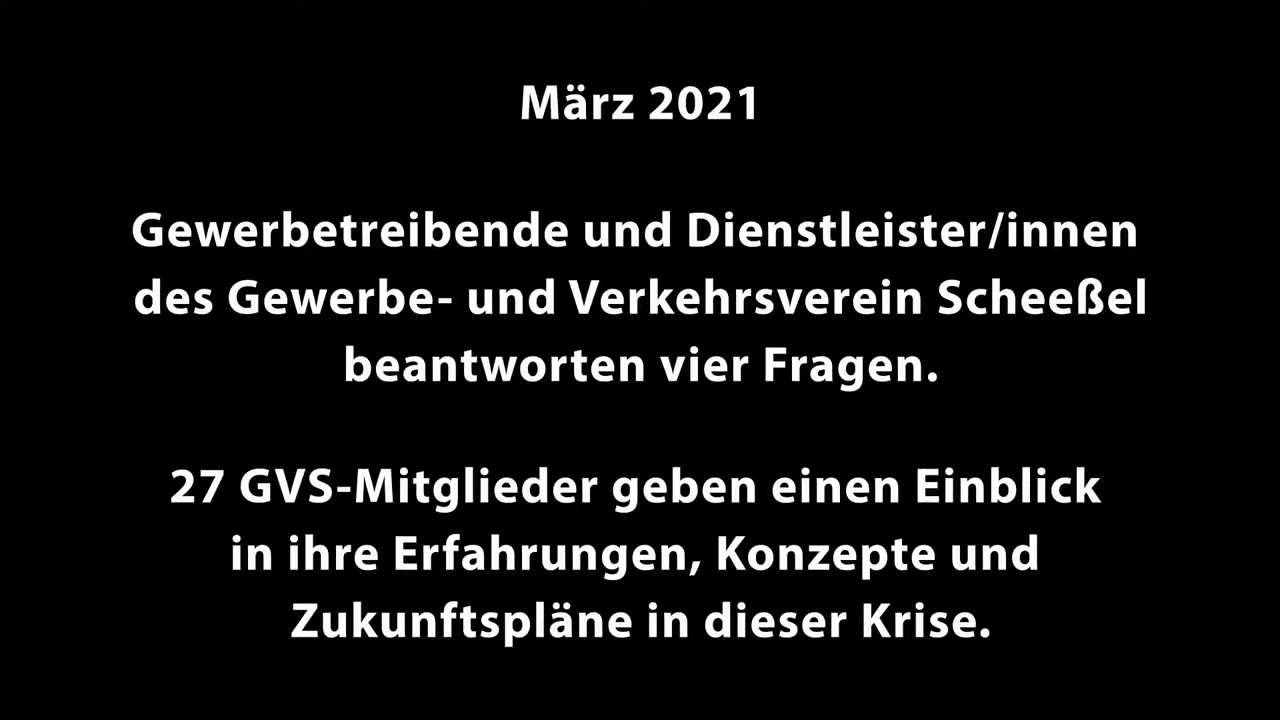 März 2021
Gewerbetreibende und Dienstleister/innen
des Gewerbe- und Verkehrsverein Scheeßel
beantworten vier Fragen.
27 GVS-Mitglieder geben einen Einblick
in ihre Erfahrungen, Konzepte und
Zukunftspläne in dieser Krise.